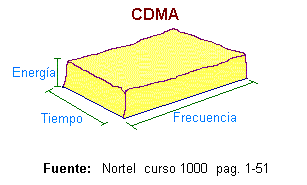 CDMA
Energía
Tiempo
Frecuencia
Fuente: Nortel curso 1000 pag. 1-51